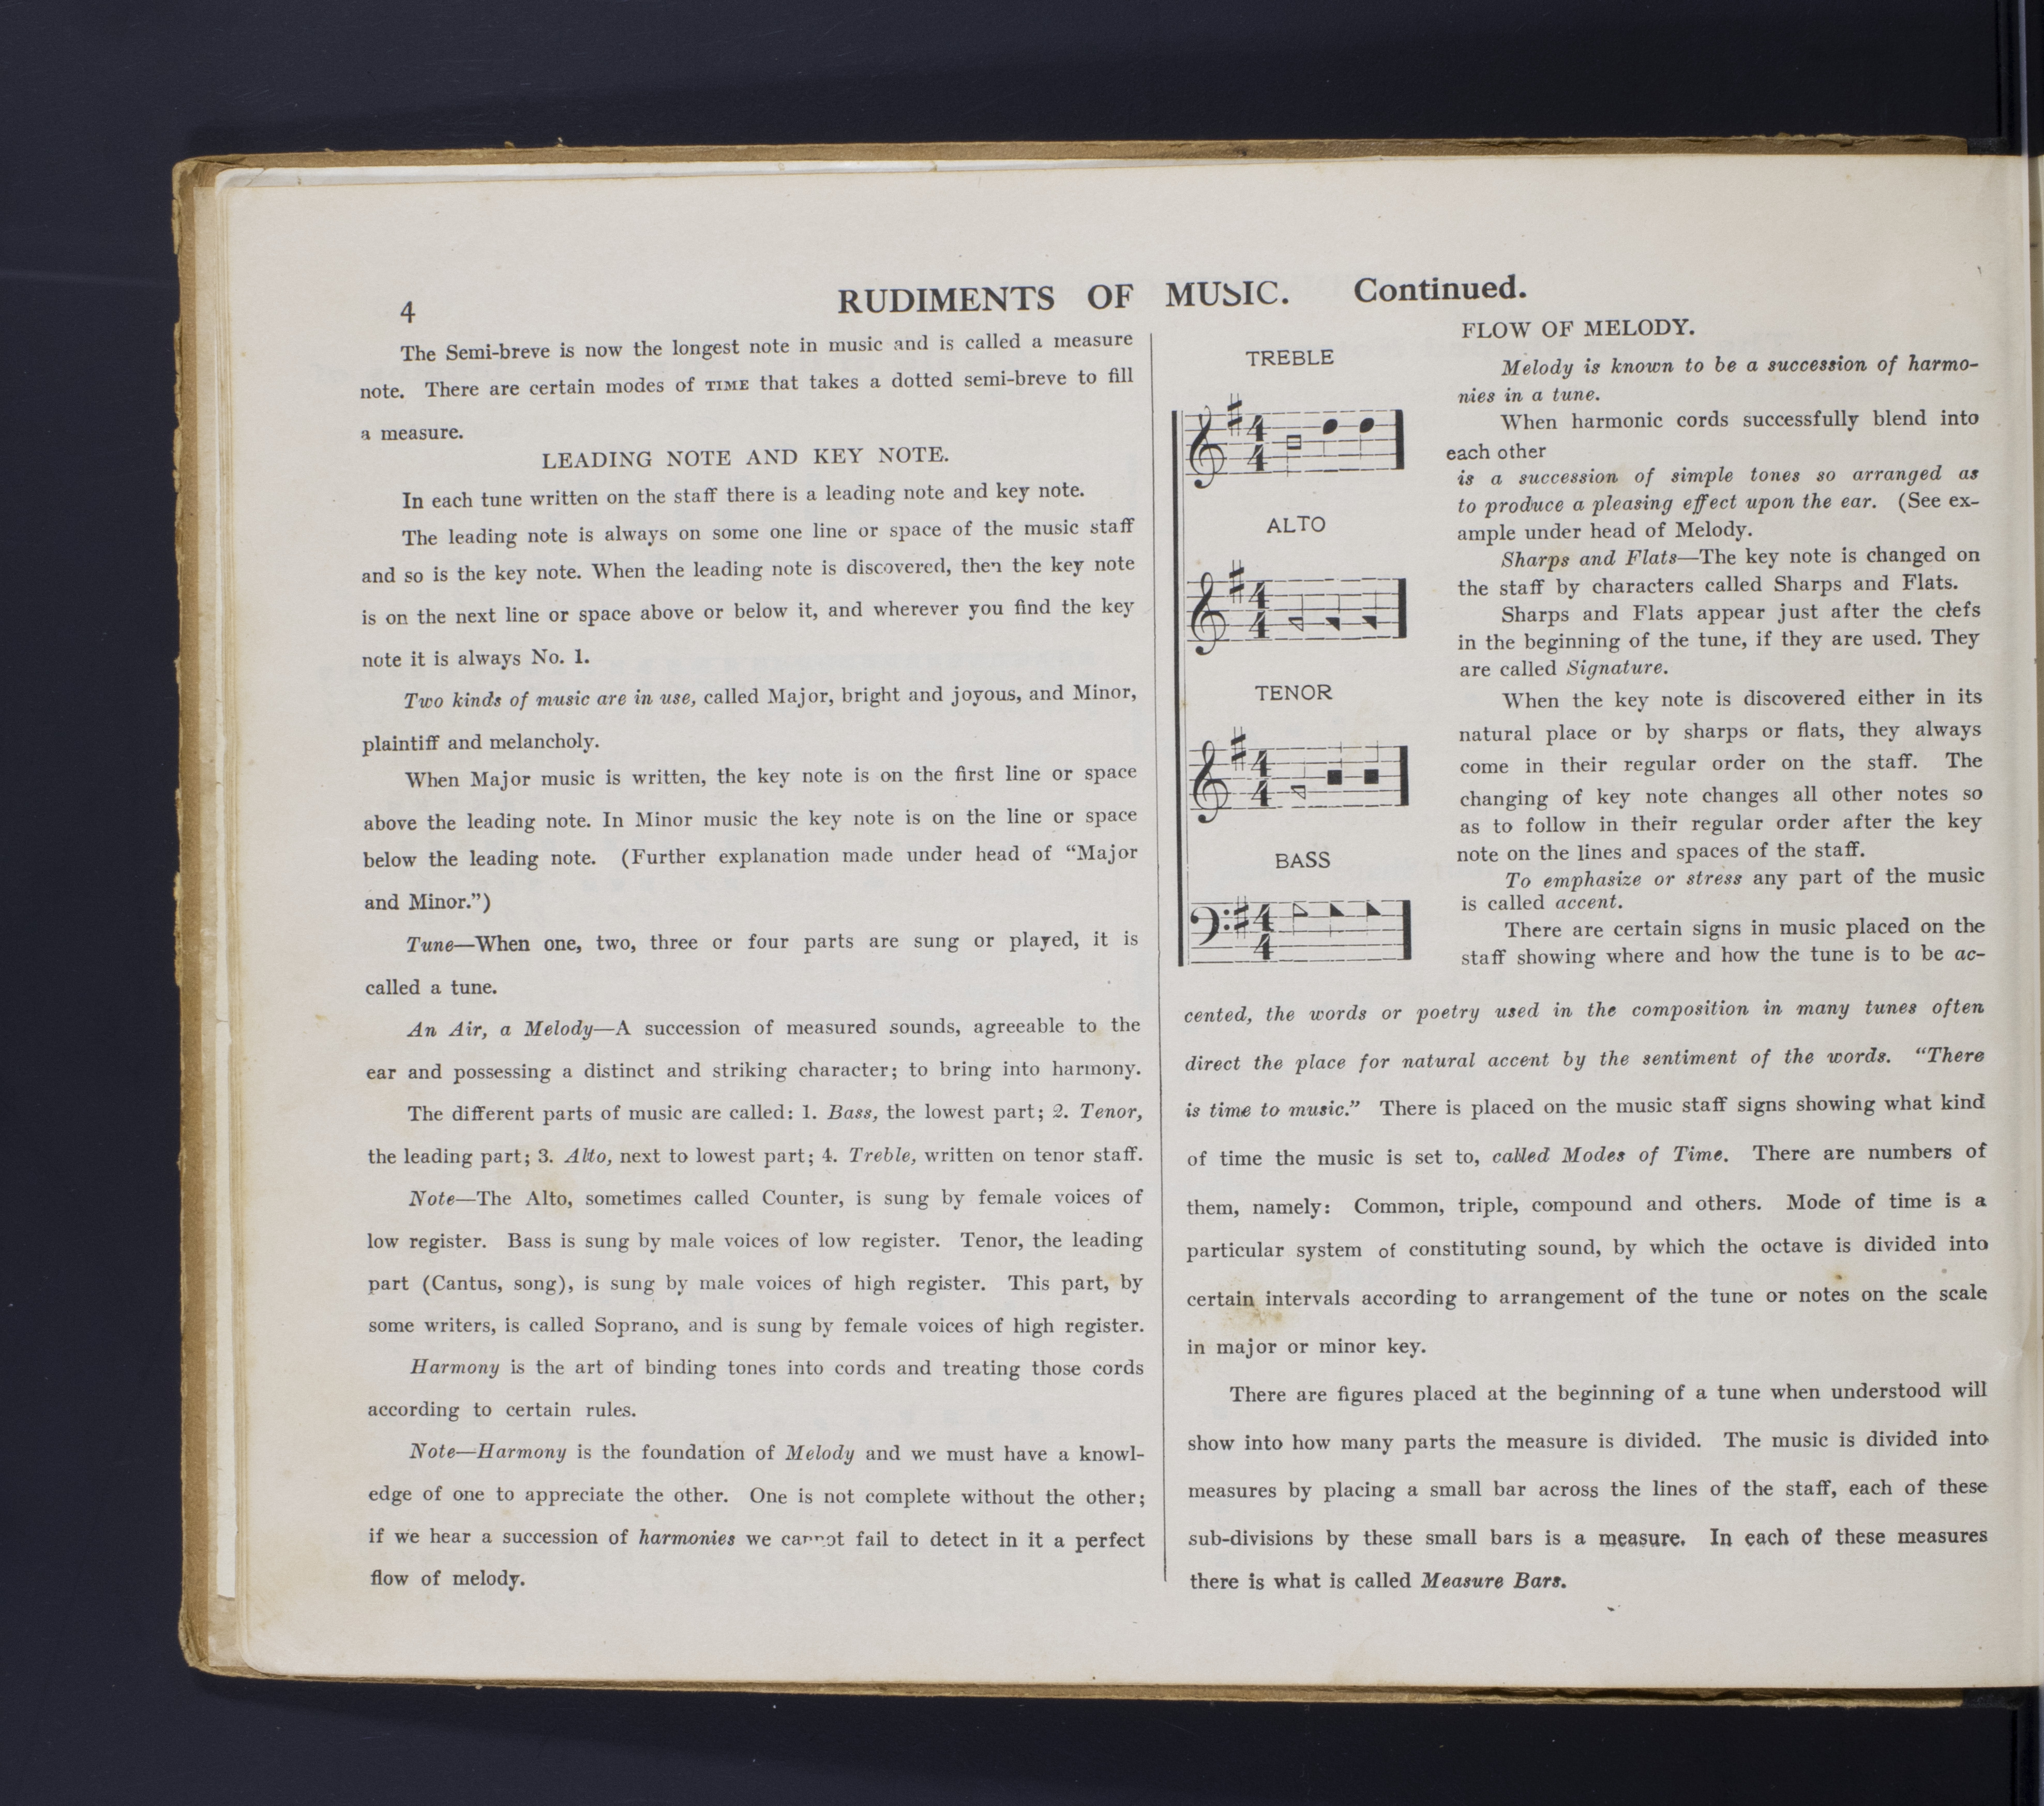 4
RUDIMENTS OF MUSIC. Continued.
The Semi-breve is now the longest note in music and is called a measure
note. There are certain modes of TIME that takes a dotted semi-breve to fill
a measure.
LEADING NOTE AND KEY NOTE.
In each tune written on the staff there is a leading note and key note.
The leading note is always on some one line or space of the music staff
and so is the key note. When the leading note is discovered, then the key note
is on the next line or space above or below it, and wherever you find the key
note it is always No. 1.
Two kinds of music are in use, called Major, bright and joyous, and Minor,
plaintiff and melancholy.
When Major music is written, the key note is on the first line or space
above the leading note. In Minor music the key note is on the line or space
below the leading note. (Further explanation made under head of “Major
and Minor.”)
Tune—When one, two, three or four parts are sung or played, it is
called a tune.
An Air, a Melody—A succession of measured sounds, agreeable to the
ear and possessing a distinct and striking character; to bring into harmony.
The different parts of music are called: 1. Bass, the lowest part; 2. Tenor,
the leading part; 3. Alto, next to lowest part; 4. Treble, written on tenor staff.
Note—The Alto, sometimes called Counter, is sung by female voices of
low register. Bass is sung by male voices of low register. Tenor, the leading
part (Cantus, song), is sung by male voices of high register. This part, by
some writers, is called Soprano, and is sung by female voices of high register.
Harmony is the art of binding tones into cords and treating those cords
according to certain rules.
Note—Harmony is the foundation of Melody and we must have a knowl-
edge of one to appreciate the other. One is not complete without the other;
if we hear a succession of harmonies we cannot fail to detect in it a perfect
flow of melody.
TREBLE
4
4
ALTO
4
4
TENOR
4
4
BASS
4
4
FLOW OF MELODY.
Melody is known to be a succession of harmo-
nies in a tune.
When harmonic cords successfully blend into
each other
is a succession of simple tones so arranged as
to produce a pleasing effect upon the ear. (See ex-
ample under head of Melody.
Sharps and Flats—The key note is changed on
the staff by characters called Sharps and Flats.
Sharps and Flats appear just after the clefs
in the beginning of the tune, if they are used. They
are called Signature.
When the key note is discovered either in its
natural place or by sharps or flats, they always
come in their regular order on the staff. The
changing of key note changes all other notes so
as to follow in their regular order after the key
note on the lines and spaces of the staff.
To emphasize or stress any part of the music
is called accent.
There are certain signs in music placed on the
staff showing where and how the tune is to be ac-
cented, the words or poetry used in the composition in many tunes often
direct the place for natural accent by the sentiment of the words. “There
is time to music.” There is placed on the music staff signs showing what kind
of time the music is set to, called Modes of Time. There are numbers of
them, namely: Common, triple, compound and others. Mode of time is a
particular system of constituting sound, by which the octave is divided into
certain intervals according to arrangement of the tune or notes on the scale
in major or minor key.
There are figures placed at the beginning of a tune when understood will
show into how many parts the measure is divided. The music is divided into
measures by placing a small bar across the lines of the staff, each of these
sub-divisions by these small bars is a measure. In each of these measures
there is what is called Measure Bars.